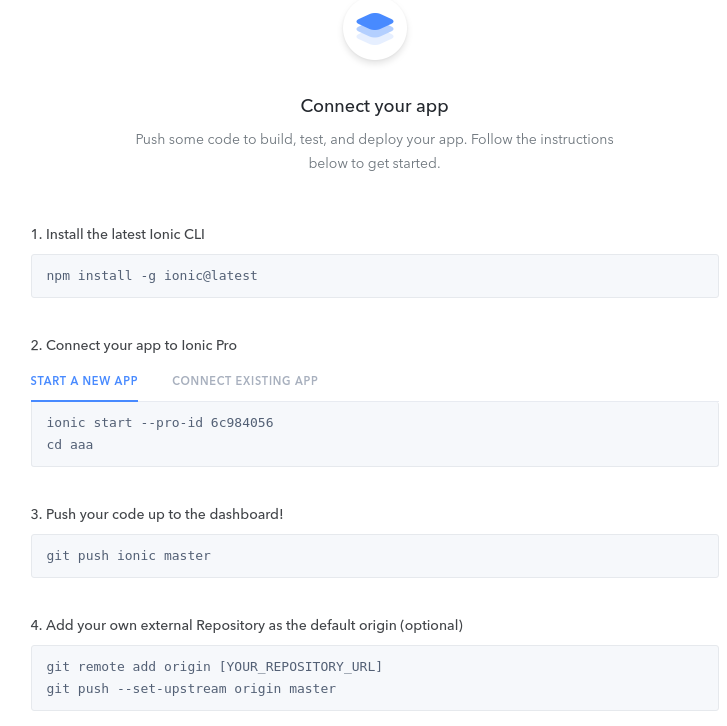 Connect your app
Push some code to build, test, and deploy your app. Follow the instructions
below to get started.
1. Install the latest Ionic CLI
npm install -g ionic@latest
2. Connect your app to Ionic Pro
START A NEW APP
CONNECT EXISTING APP
ionic start --pro-id 6c984056
cd aaa
3. Push your code up to the dashboard!
git push ionic master
4. Add your own external Repository as the default origin (optional)
git remote add origin [YOUR_REPOSITORY_URL]
git push --set-upstream origin master